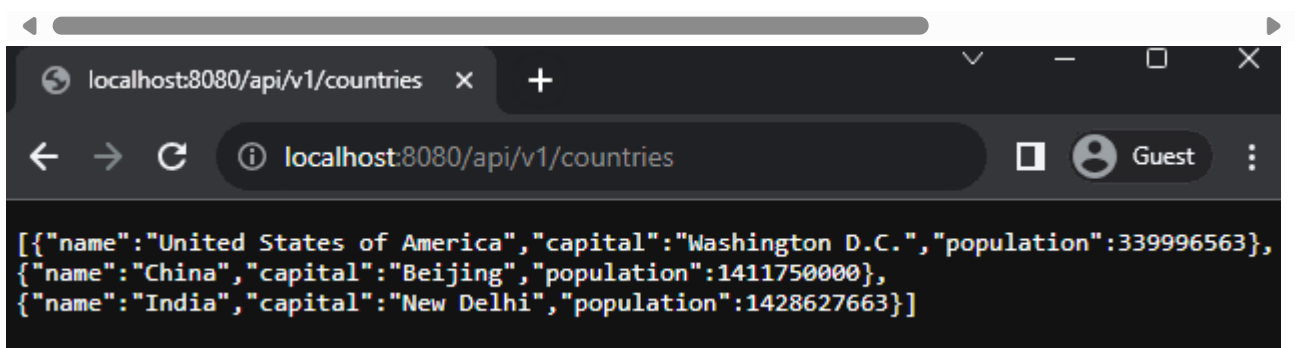 localhost:8080/api/v1/countries
localhost:8080/api/v1/countries
Guest
[{"name":"United States of America","capital":"Washington D.C.","population":339996563},
{"name":"China","capital":"Beijing","population":1411750000},
{"name":"India","capital":"New Delhi","population":1428627663}]